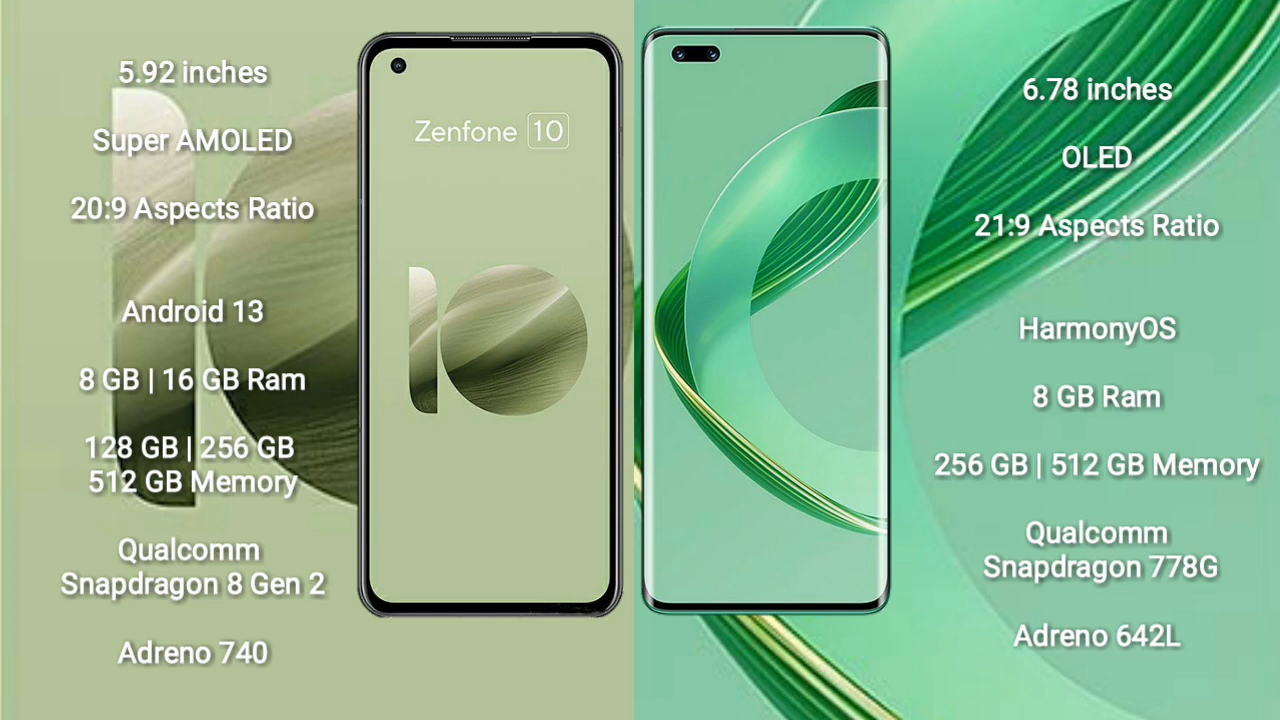 5.92 inches
Super AMOLED
20:9 Aspects Ratio
Android 13
8 GB | 16 GB Ram
128 GB | 256 GB
512 GB Memory
Qualcomm
Snapdragon 8 Gen 2
Adreno 740
Zenfone 10
10
6.78 inches
OLED
21:9 Aspects Ratio
HarmonyOS
8 GB Ram
256 GB | 512 GB Memory
Qualcomm
Snapdragon 778G
Adreno 642L